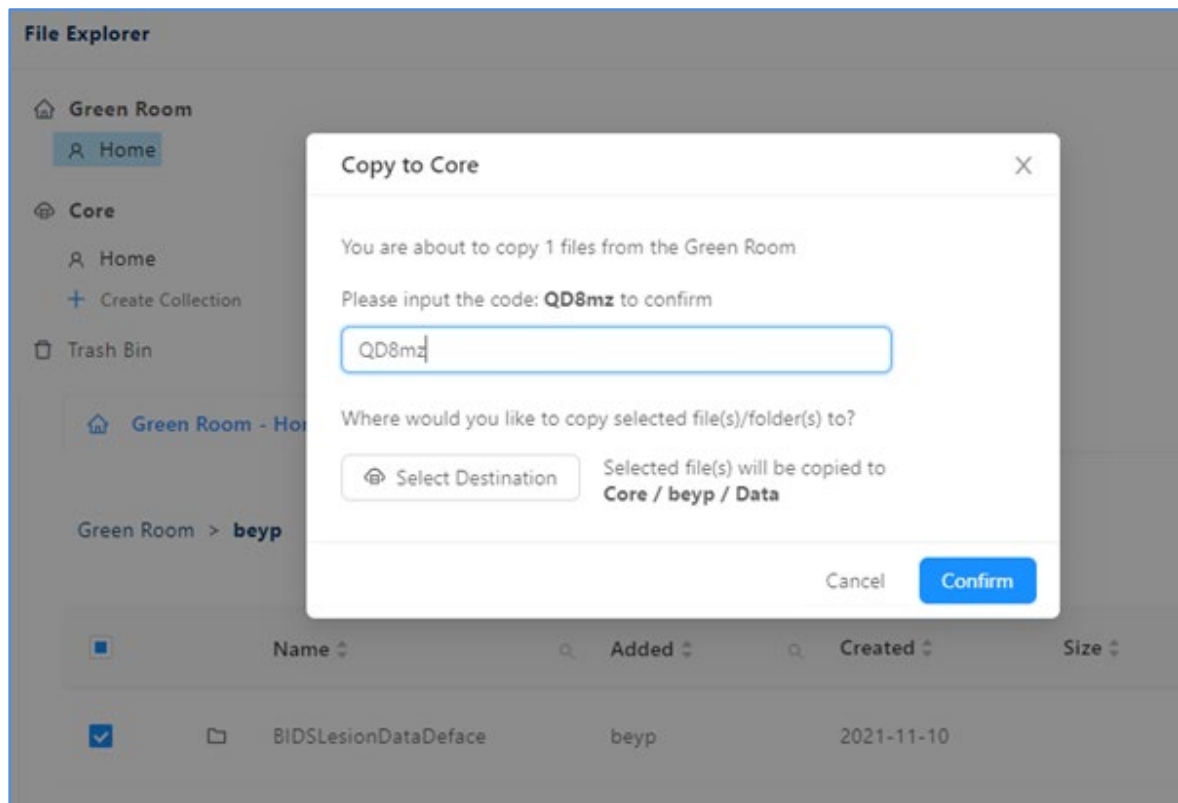 File Explorer
Green Room
Home
Core
Home
Create Collection
Trash Bin
Green Room - Ho
Green Room > beyp
Copy to Core
You are about to copy 1 files from the Green Room
Please input the code: QD8mz to confirm
QD8mz
Where would you like to copy selected file(s)/folder(s) to?
Select Destination
Selected file(s) will be copied to
Core / beyp / Data
Cancel Confirm
Name Added Created Size
BIDSLesionDataDeface beyp 2021-11-10